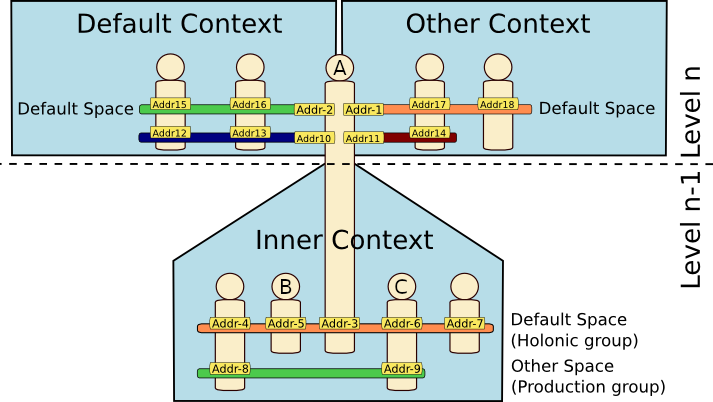 Default Context
Other Context
A
Default Space
Addr15
Addr16
Addr-2
Addr-1
Addr17
Addr18
Default Space
Addr12
Addr13
Addr10
Addr11
Addr14
Level n
Level n-1
Inner Context
B
C
Addr-4
Addr-5
Addr-3
Addr-6
Addr-7
Default Space
(Holonic group)
Addr-8
Addr-9
Other Space
(Production group)